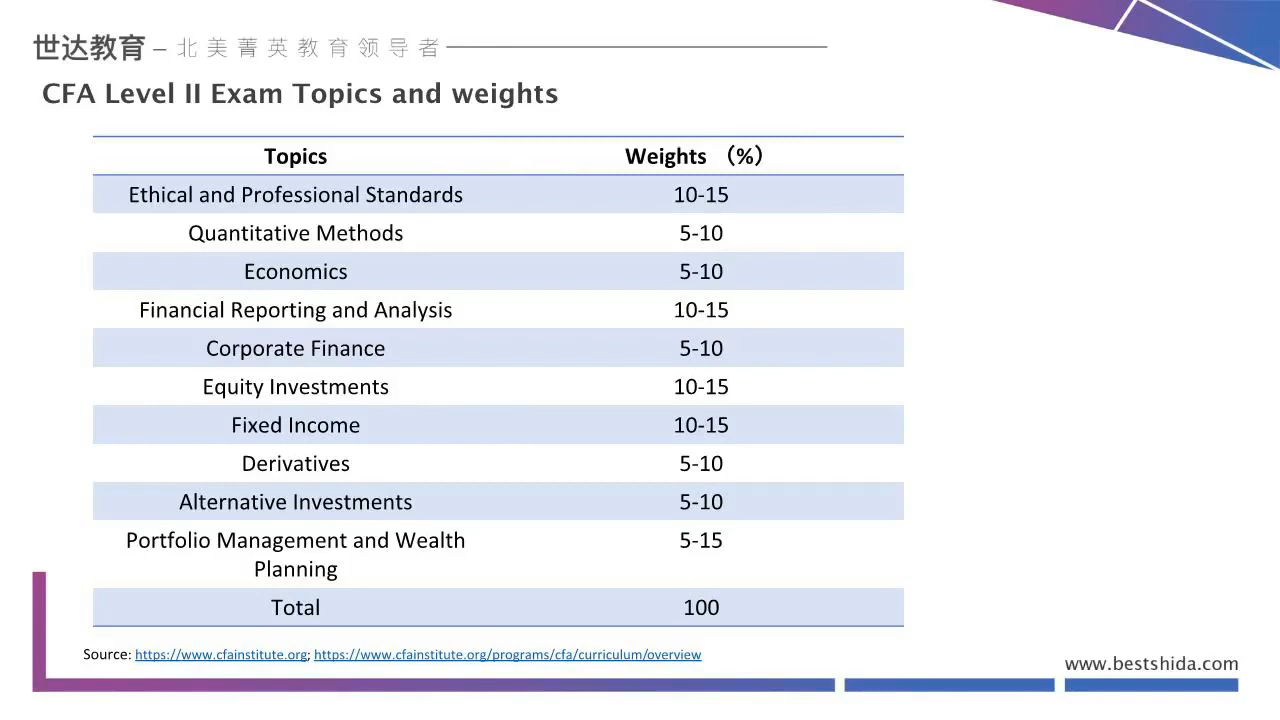 世达教育 – 北美菁英教育领导者
CFA Level II Exam Topics and weights
Topics Weights （%）
Ethical and Professional Standards 10-15
Quantitative Methods 5-10
Economics 5-10
Financial Reporting and Analysis 10-15
Corporate Finance 5-10
Equity Investments 10-15
Fixed Income 10-15
Derivatives 5-10
Alternative Investments 5-10
Portfolio Management and Wealth 5-15
Planning
Total 100
Source: https://www.cfainstitute.org; https://www.cfainstitute.org/programs/cfa/curriculum/overview
www.bestshida.com